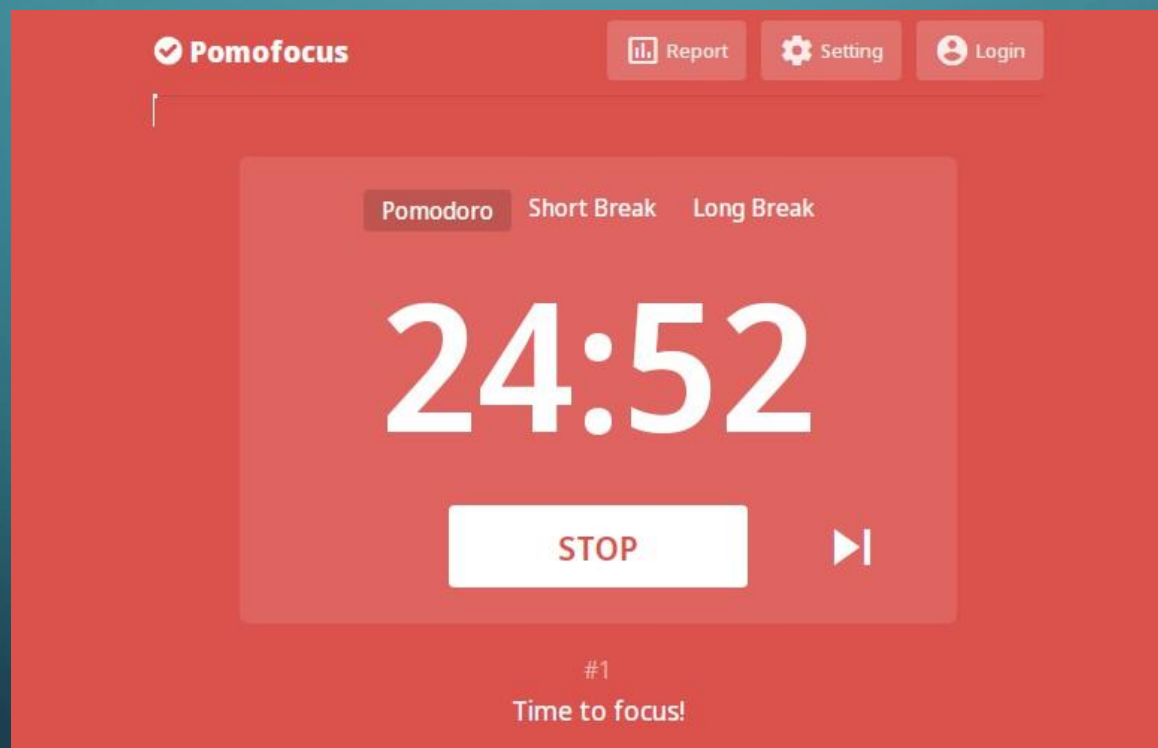 Pomofocus Report Setting Login
Pomodoro Short Break Long Break
24:52
STOP
#1
Time to focus!